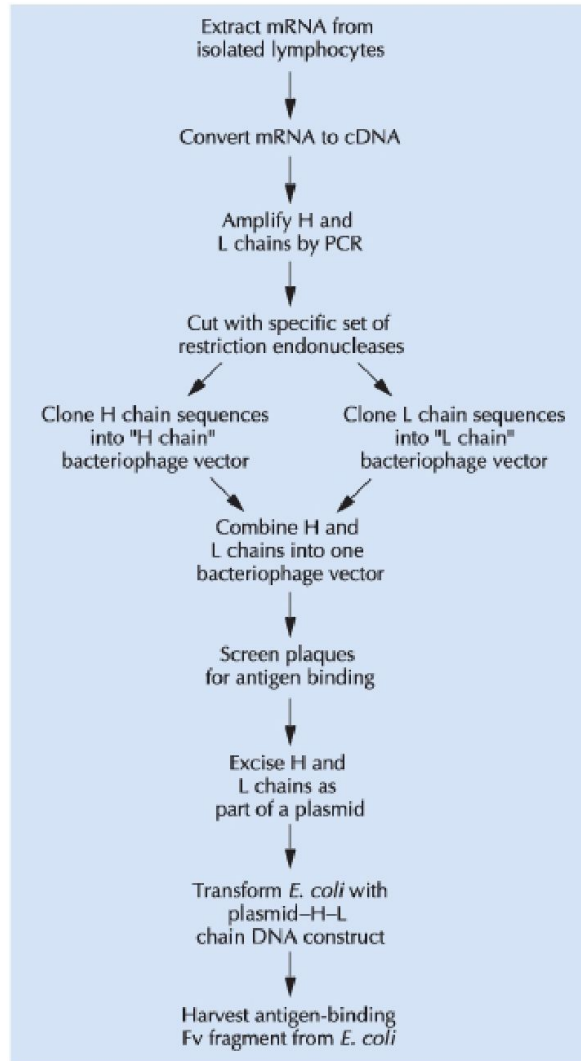 Extract mRNA from
isolated lymphocytes
Convert mRNA to cDNA
Amplify H and
L chains by PCR
Cut with specific set of
restriction endonucleases
Clone H chain sequences
into "H chain"
bacteriophage vector
Clone L chain sequences
into "L chain"
bacteriophage vector
Combine H and
L chains into one
bacteriophage vector
Screen plaques
for antigen binding
Excise H and
L chains as
part of a plasmid
Transform E. coli with
plasmid–H–L
chain DNA construct
Harvest antigen-binding
Fv fragment from E. coli